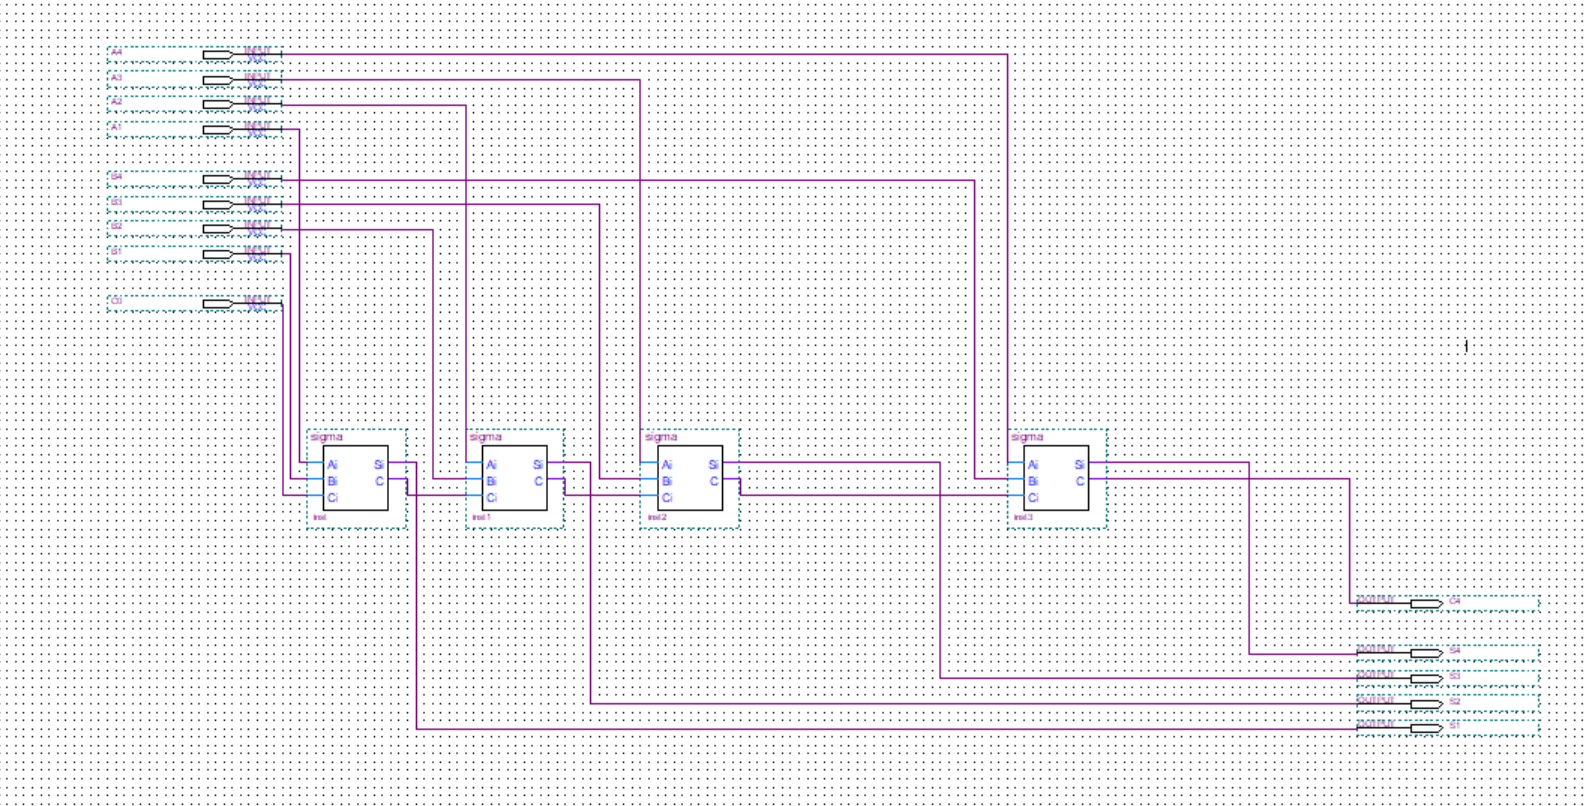 A4 INPUT
VCC
A3 INPUT
VCC
A2 INPUT
VCC
A1 INPUT
VCC
B4 INPUT
VCC
B3 INPUT
VCC
B2 INPUT
VCC
B1 INPUT
VCC
C0 INPUT
VCC
sigma
Ai Si
Bi C
Ci
inst
sigma
Ai Si
Bi C
Ci
inst1
sigma
Ai Si
Bi C
Ci
inst2
sigma
Ai Si
Bi C
Ci
inst3
OUTPUT C4
OUTPUT S4
OUTPUT S3
OUTPUT S2
OUTPUT S1